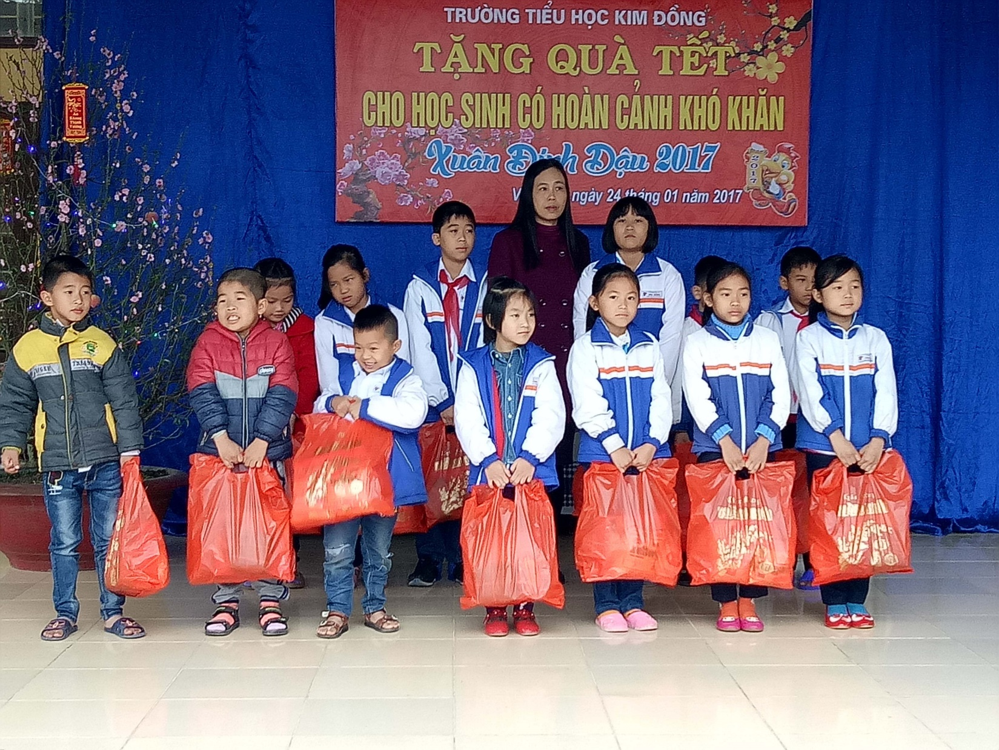 TRƯỜNG TIỂU HỌC KIM ĐỒNG
TẶNG QUÀ TẾT
CHO HỌC SINH CÓ HOÀN CẢNH KHÓ KHĂN
Xuân Đinh Dậu 2017
ngày 24 tháng 01 năm 2017
2017